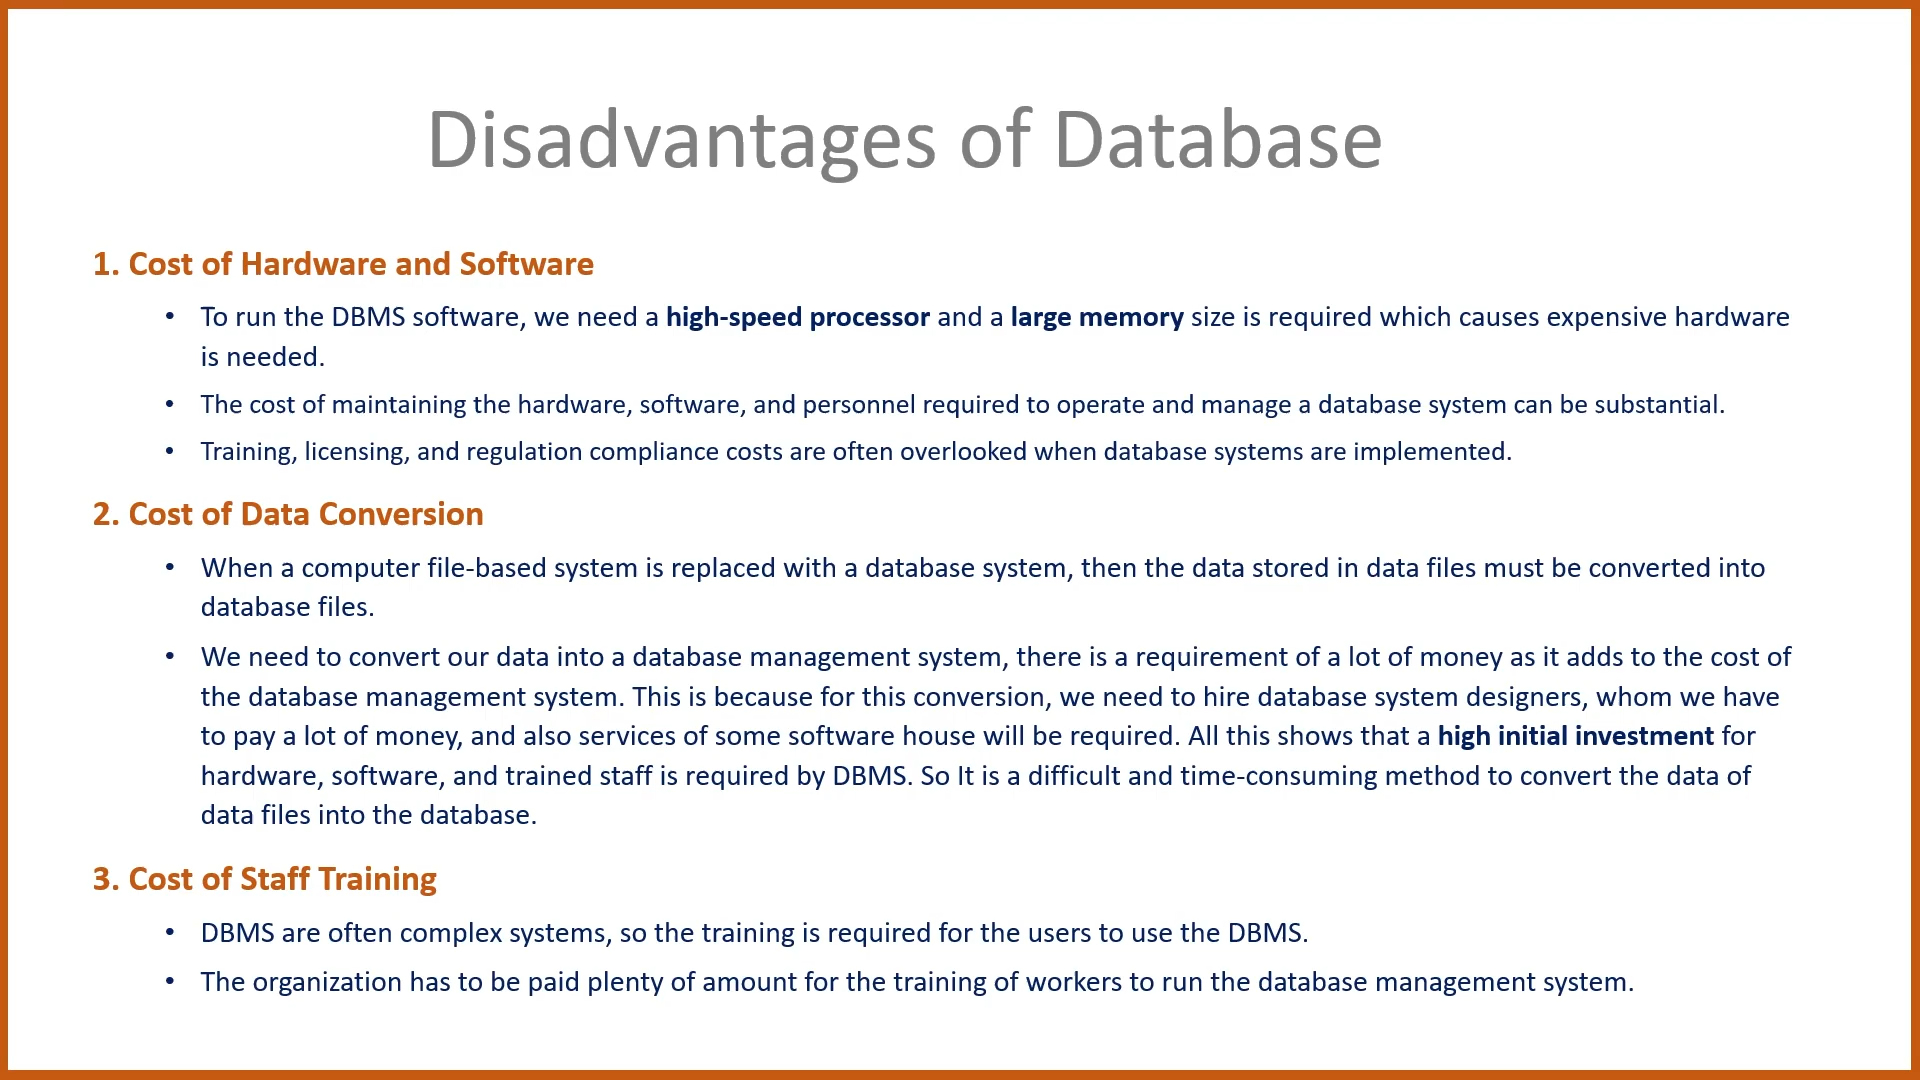 Disadvantages of Database
1. Cost of Hardware and Software
• To run the DBMS software, we need a high-speed processor and a large memory size is required which causes expensive hardware
is needed.
• The cost of maintaining the hardware, software, and personnel required to operate and manage a database system can be substantial.
• Training, licensing, and regulation compliance costs are often overlooked when database systems are implemented.
2. Cost of Data Conversion
• When a computer file-based system is replaced with a database system, then the data stored in data files must be converted into
database files.
• We need to convert our data into a database management system, there is a requirement of a lot of money as it adds to the cost of
the database management system. This is because for this conversion, we need to hire database system designers, whom we have
to pay a lot of money, and also services of some software house will be required. All this shows that a high initial investment for
hardware, software, and trained staff is required by DBMS. So It is a difficult and time-consuming method to convert the data of
data files into the database.
3. Cost of Staff Training
• DBMS are often complex systems, so the training is required for the users to use the DBMS.
• The organization has to be paid plenty of amount for the training of workers to run the database management system.